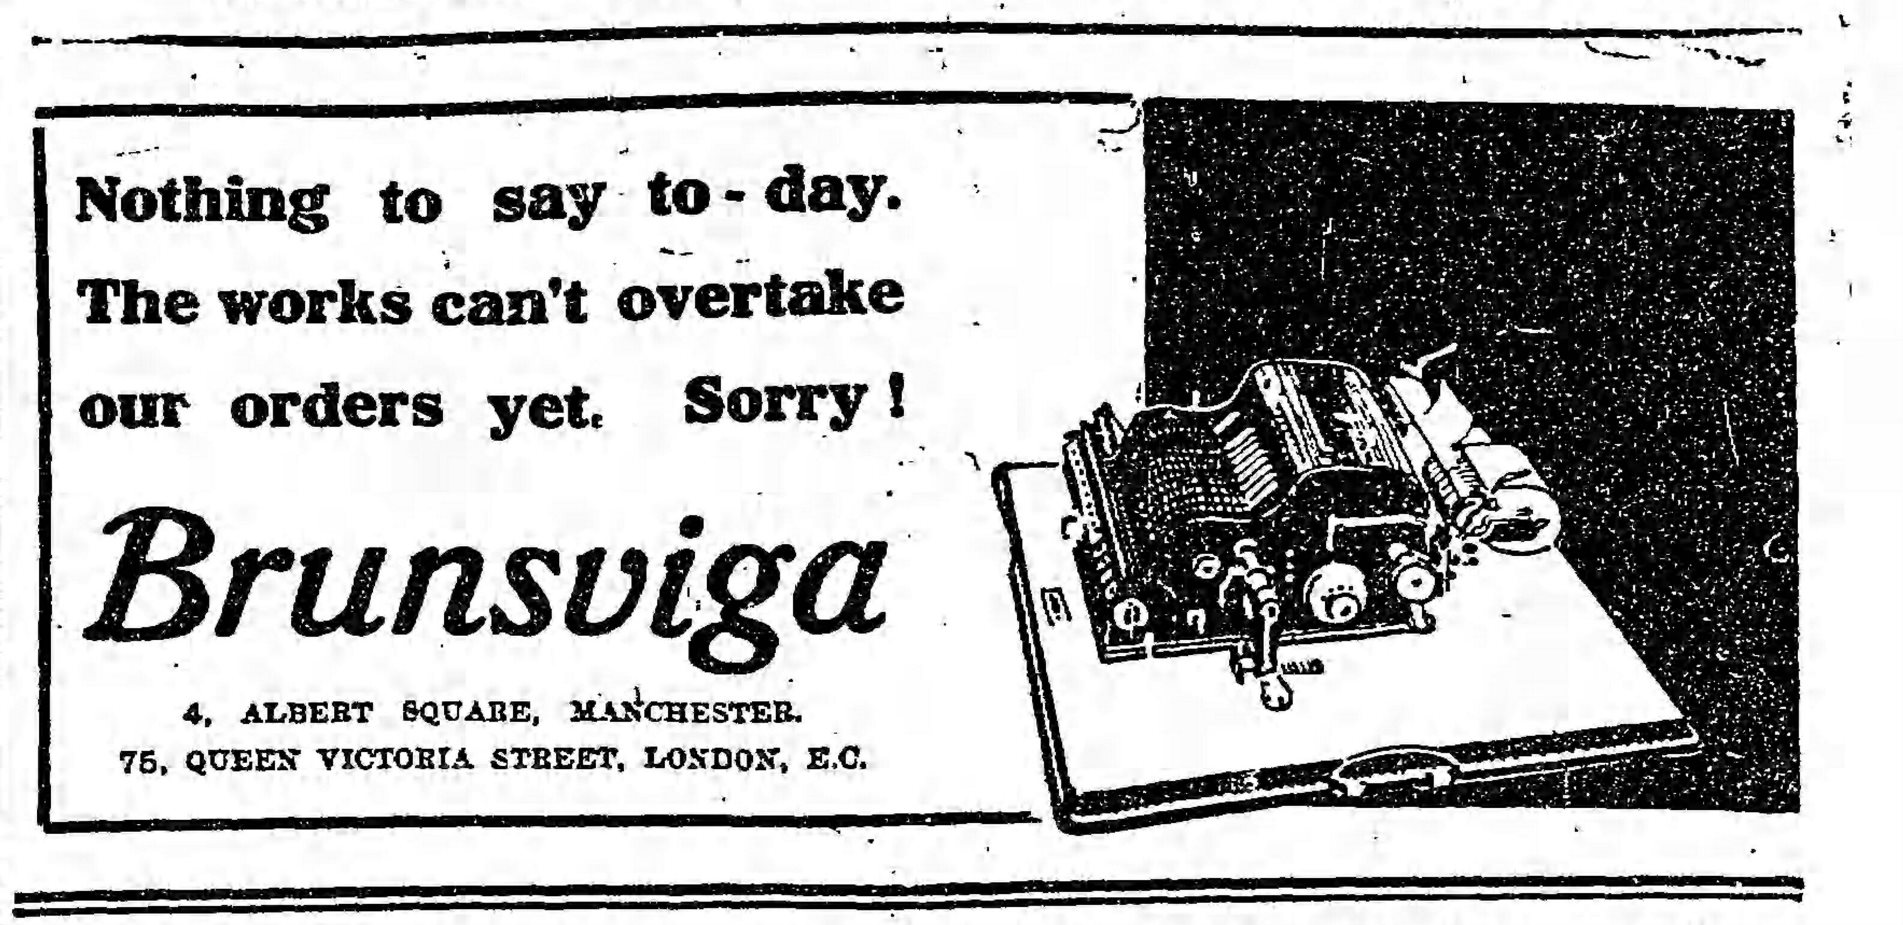 Nothing to say to-day.
The works can't overtake
our orders yet. Sorry!
Brunsviga
4, ALBERT SQUARE, MANCHESTER.
75, QUEEN VICTORIA STREET, LONDON, E.C.